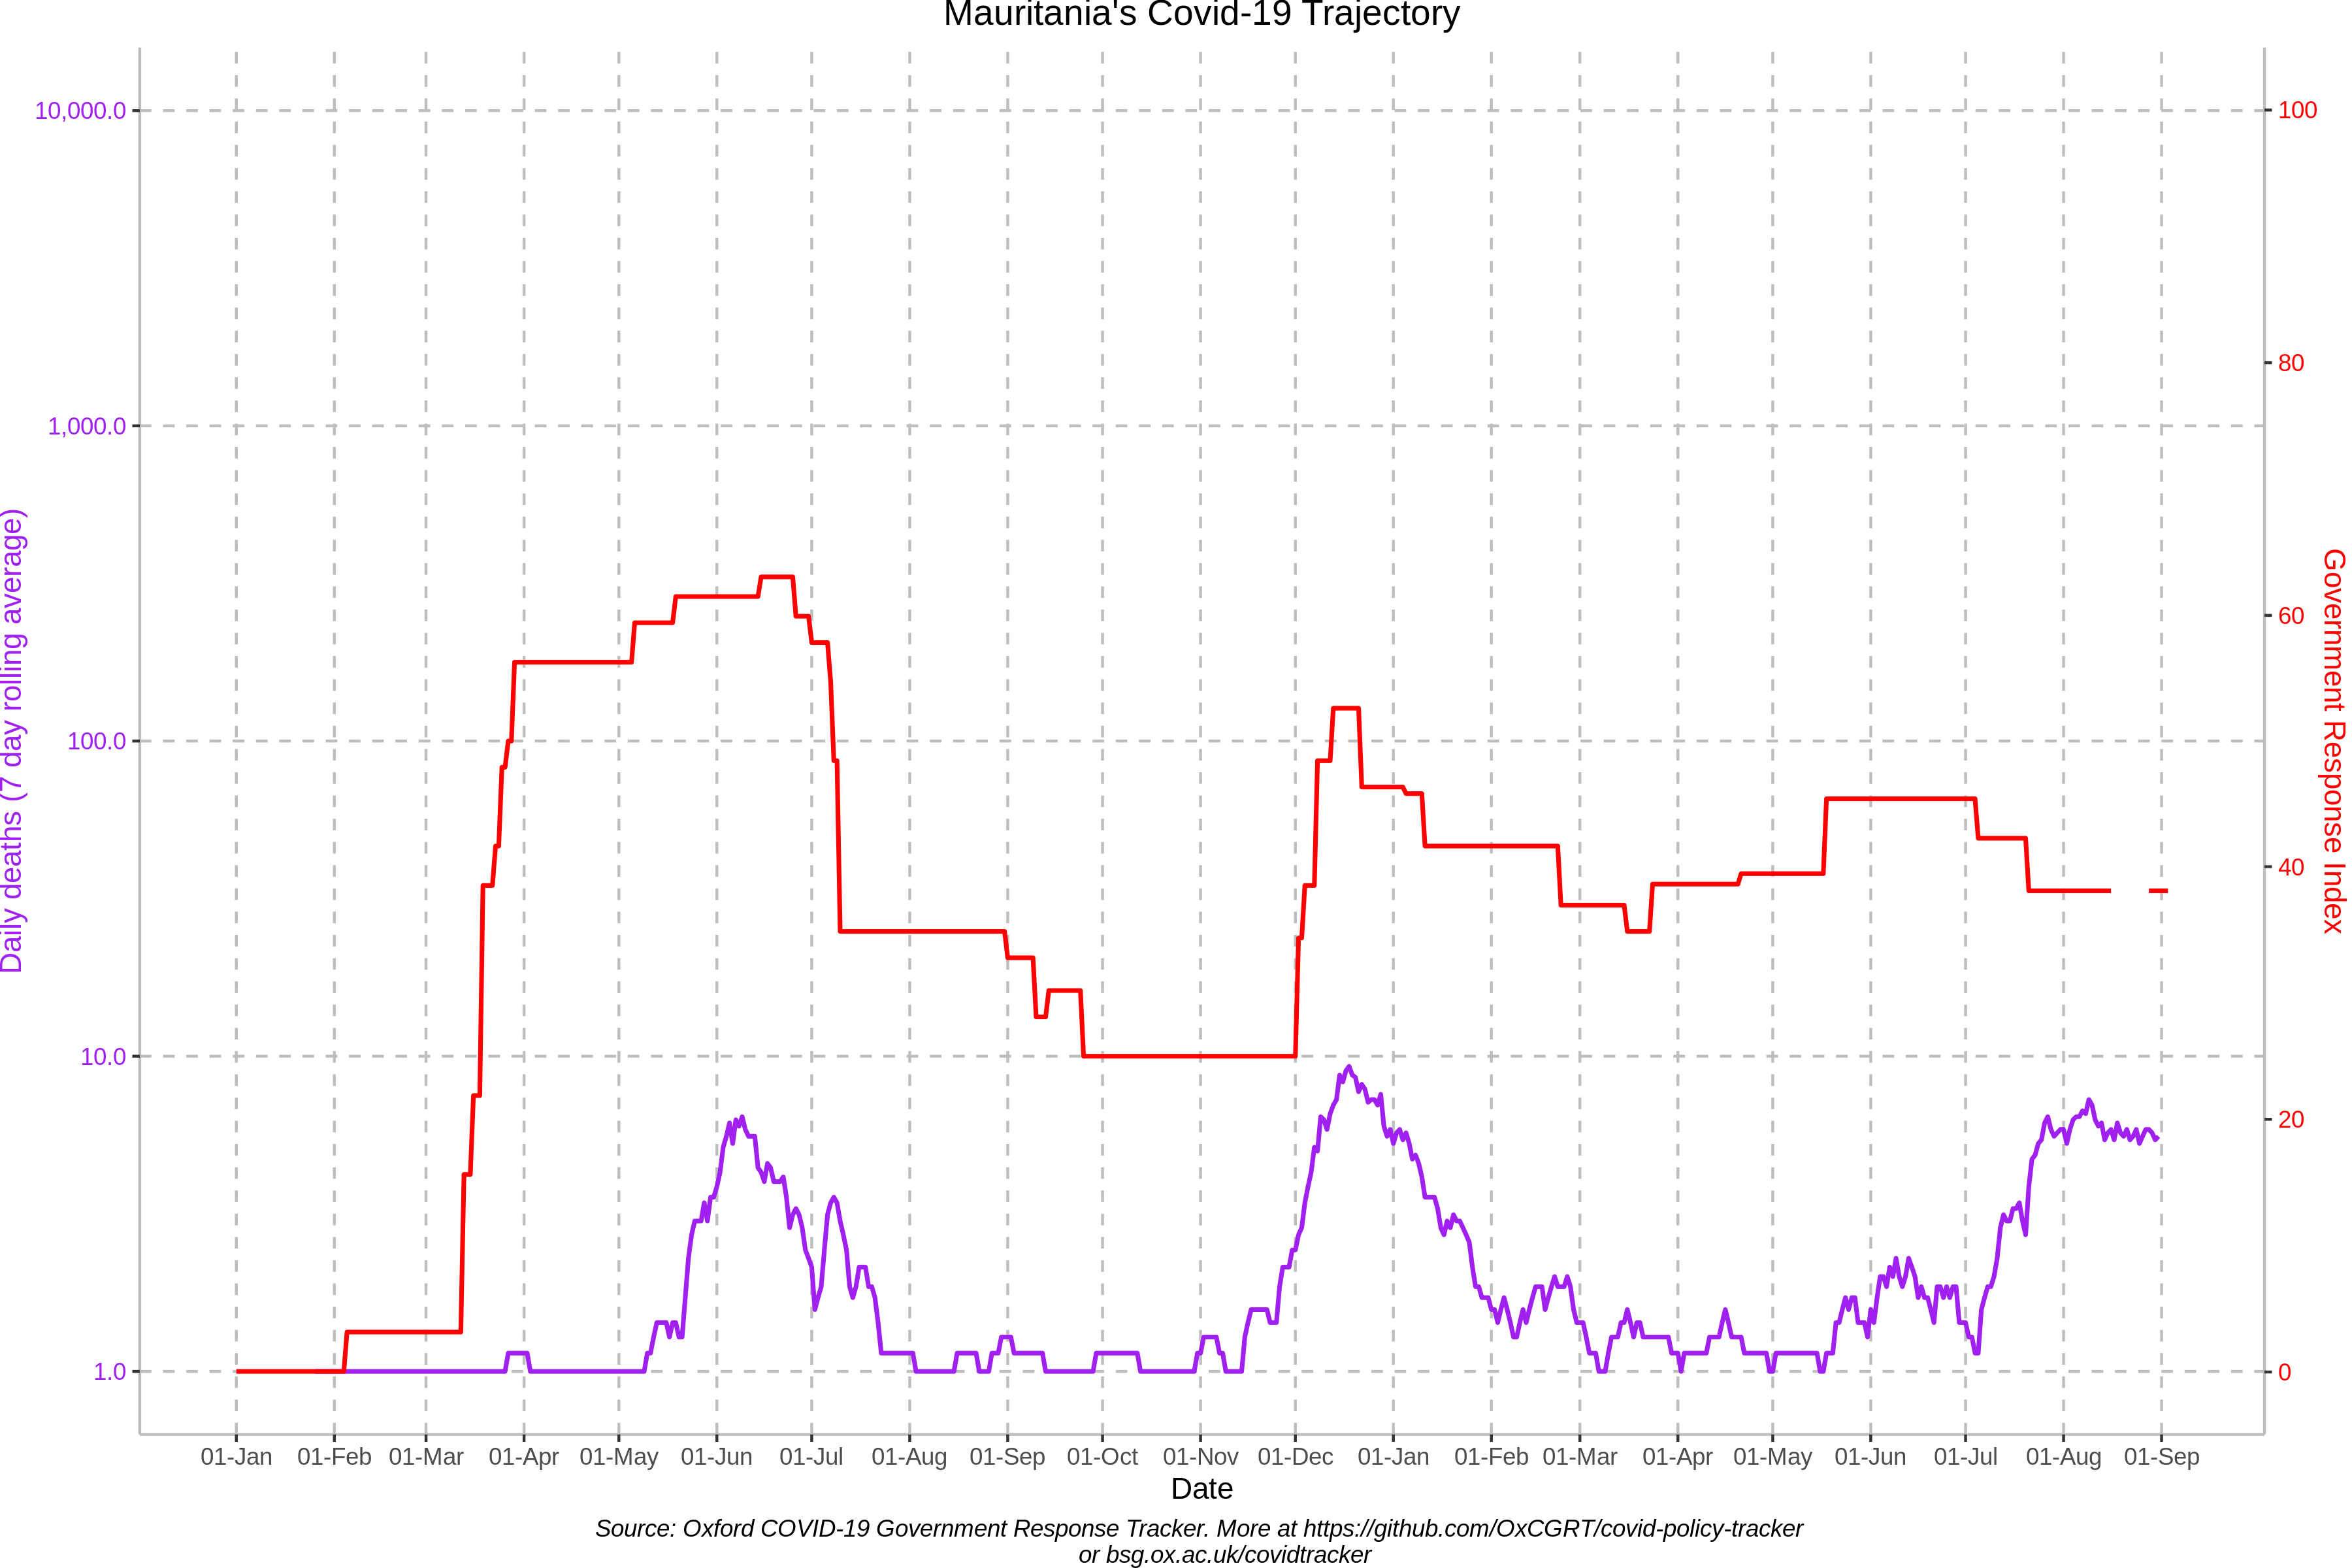 Mauritania's Covid-19 Trajectory
10,000.0
1,000.0
100.0
10.0
1.0
Daily deaths (7 day rolling average)
100
80
60
40
20
0
Government Response Index
01-Jan 01-Feb 01-Mar 01-Apr 01-May 01-Jun 01-Jul 01-Aug 01-Sep 01-Oct 01-Nov 01-Dec 01-Jan 01-Feb 01-Mar 01-Apr 01-May 01-Jun 01-Jul 01-Aug 01-Sep
Date
Source: Oxford COVID-19 Government Response Tracker. More at https://github.com/OxCGRT/covid-policy-tracker
or bsg.ox.ac.uk/covidtracker